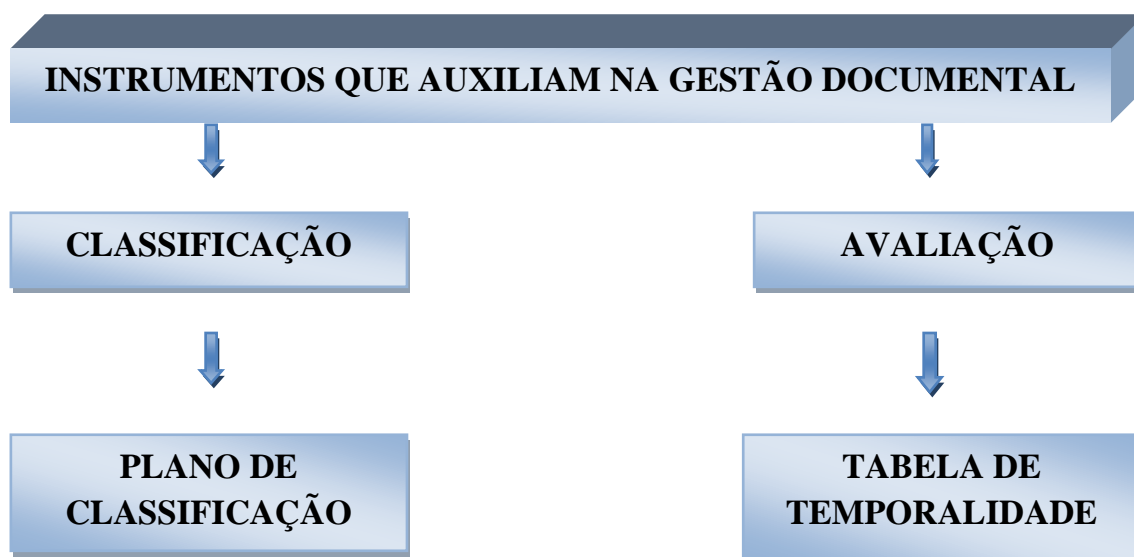 INSTRUMENTOS QUE AUXILIAM NA GESTÃO DOCUMENTAL
CLASSIFICAÇÃO
AVALIAÇÃO
PLANO DE
CLASSIFICAÇÃO
TABELA DE
TEMPORALIDADE